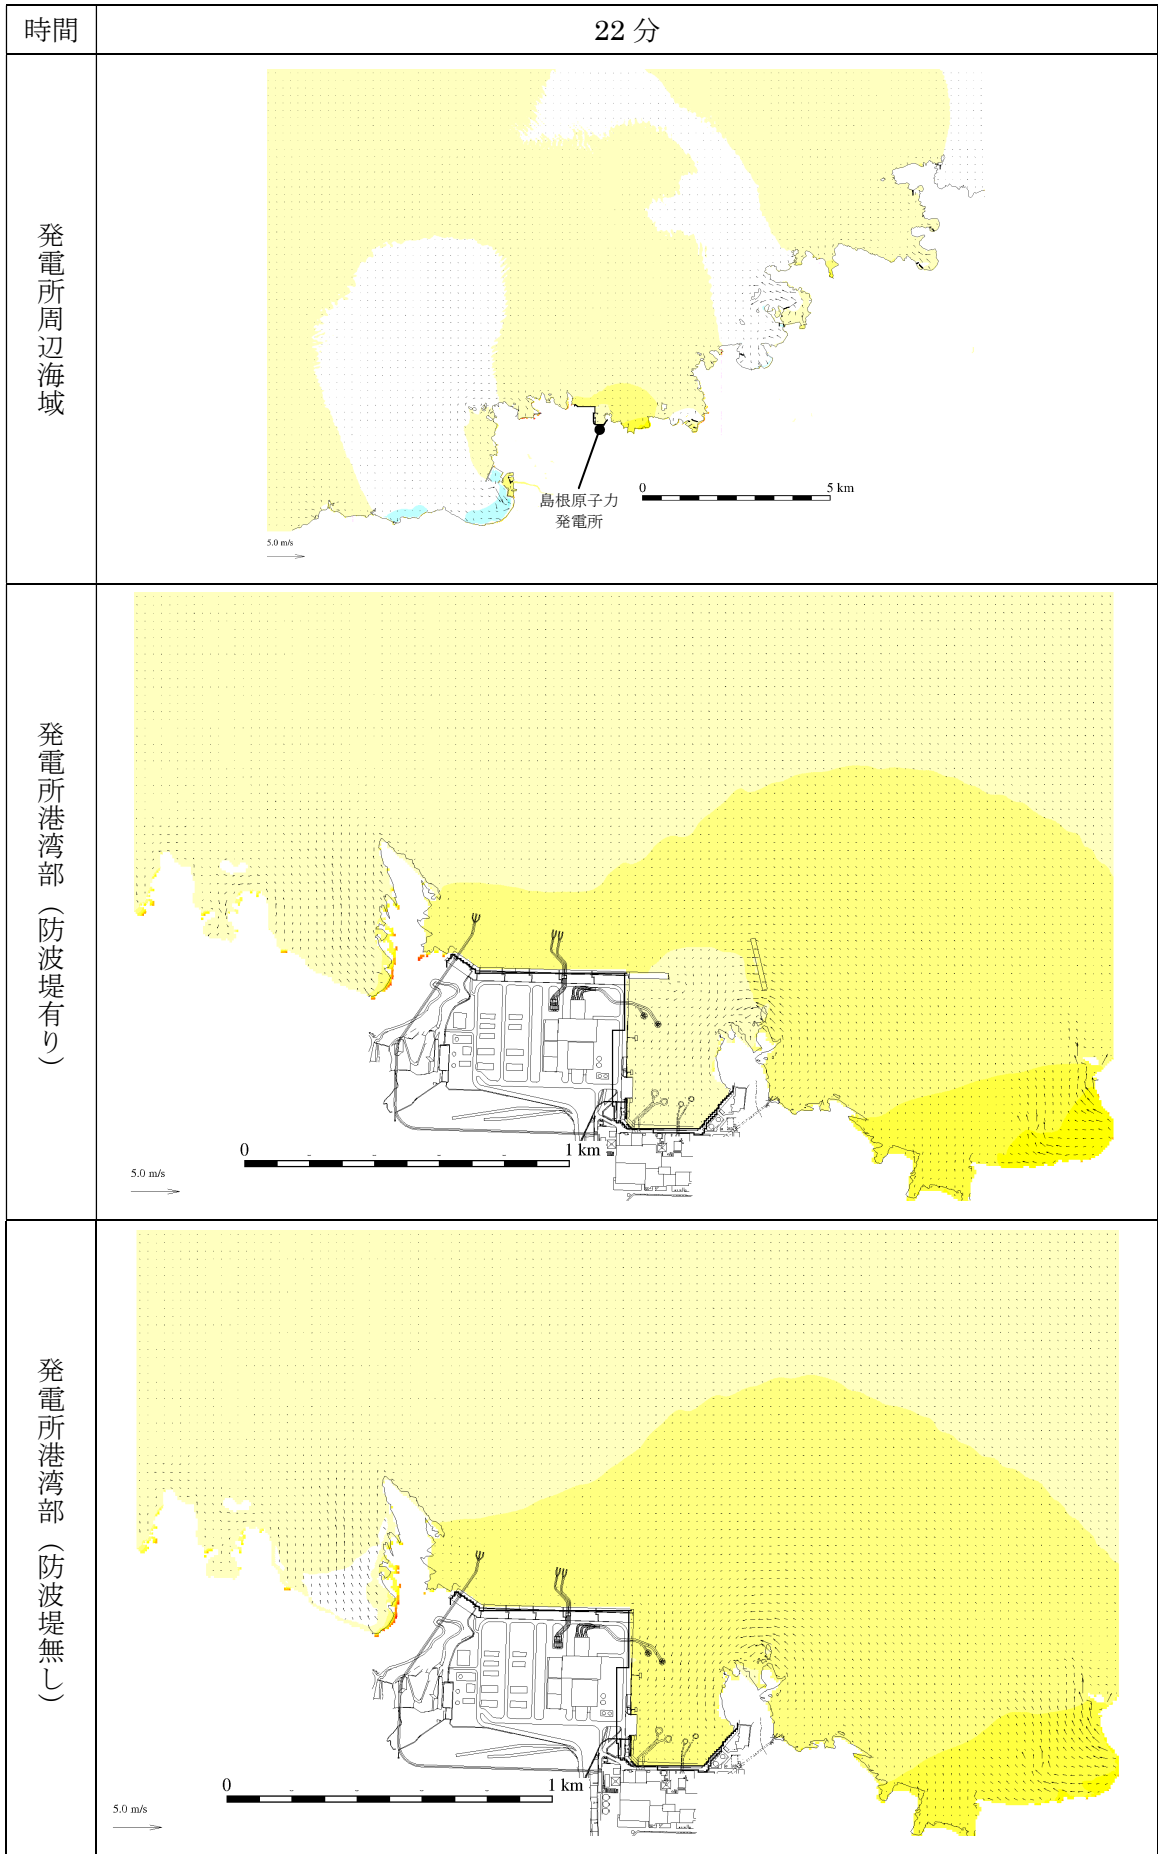 時間
22 分
発電所周辺海域
島根原子力
発電所
0
5 km
5.0 m/s
発電所港湾部（防波堤有り）
0
1 km
5.0 m/s
発電所港湾部（防波堤無し）
0
1 km
5.0 m/s